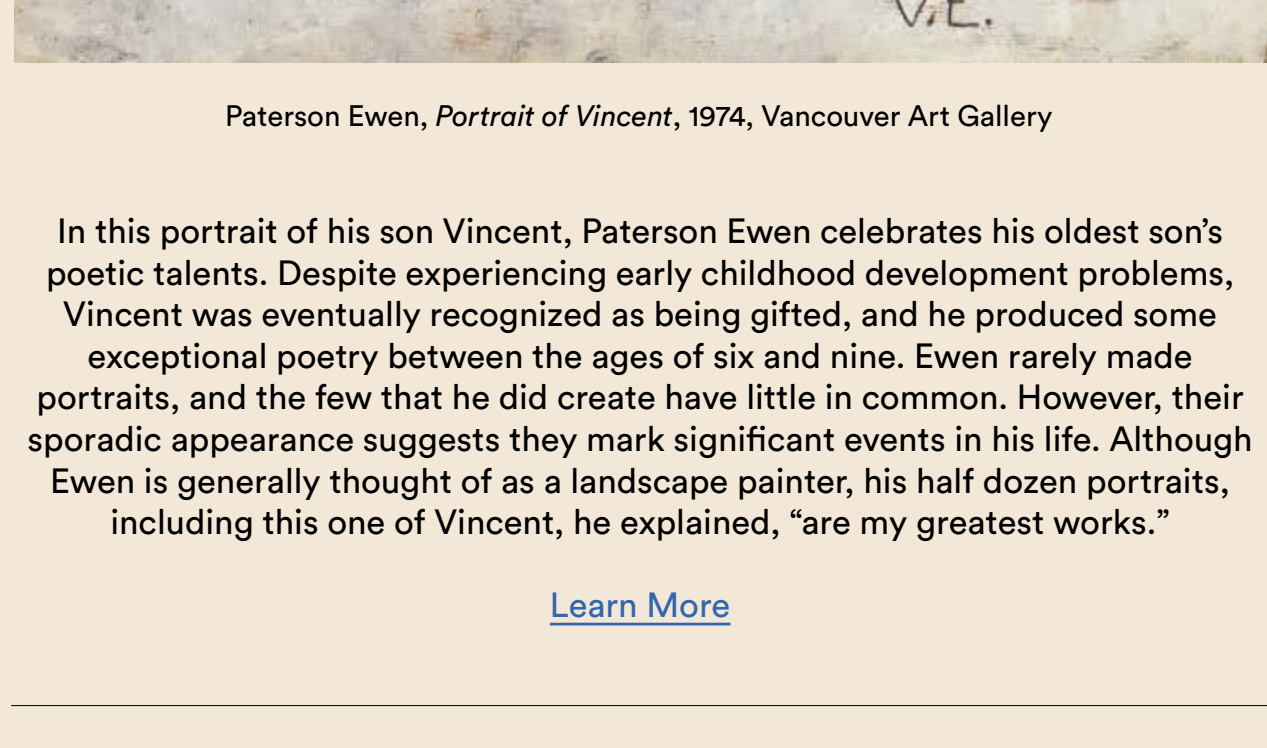 V.E.
Paterson Ewen, Portrait of Vincent, 1974, Vancouver Art Gallery
In this portrait of his son Vincent, Paterson Ewen celebrates his oldest son’s
poetic talents. Despite experiencing early childhood development problems,
Vincent was eventually recognized as being gifted, and he produced some
exceptional poetry between the ages of six and nine. Ewen rarely made
portraits, and the few that he did create have little in common. However, their
sporadic appearance suggests they mark significant events in his life. Although
Ewen is generally thought of as a landscape painter, his half dozen portraits,
including this one of Vincent, he explained, “are my greatest works.”
Learn More